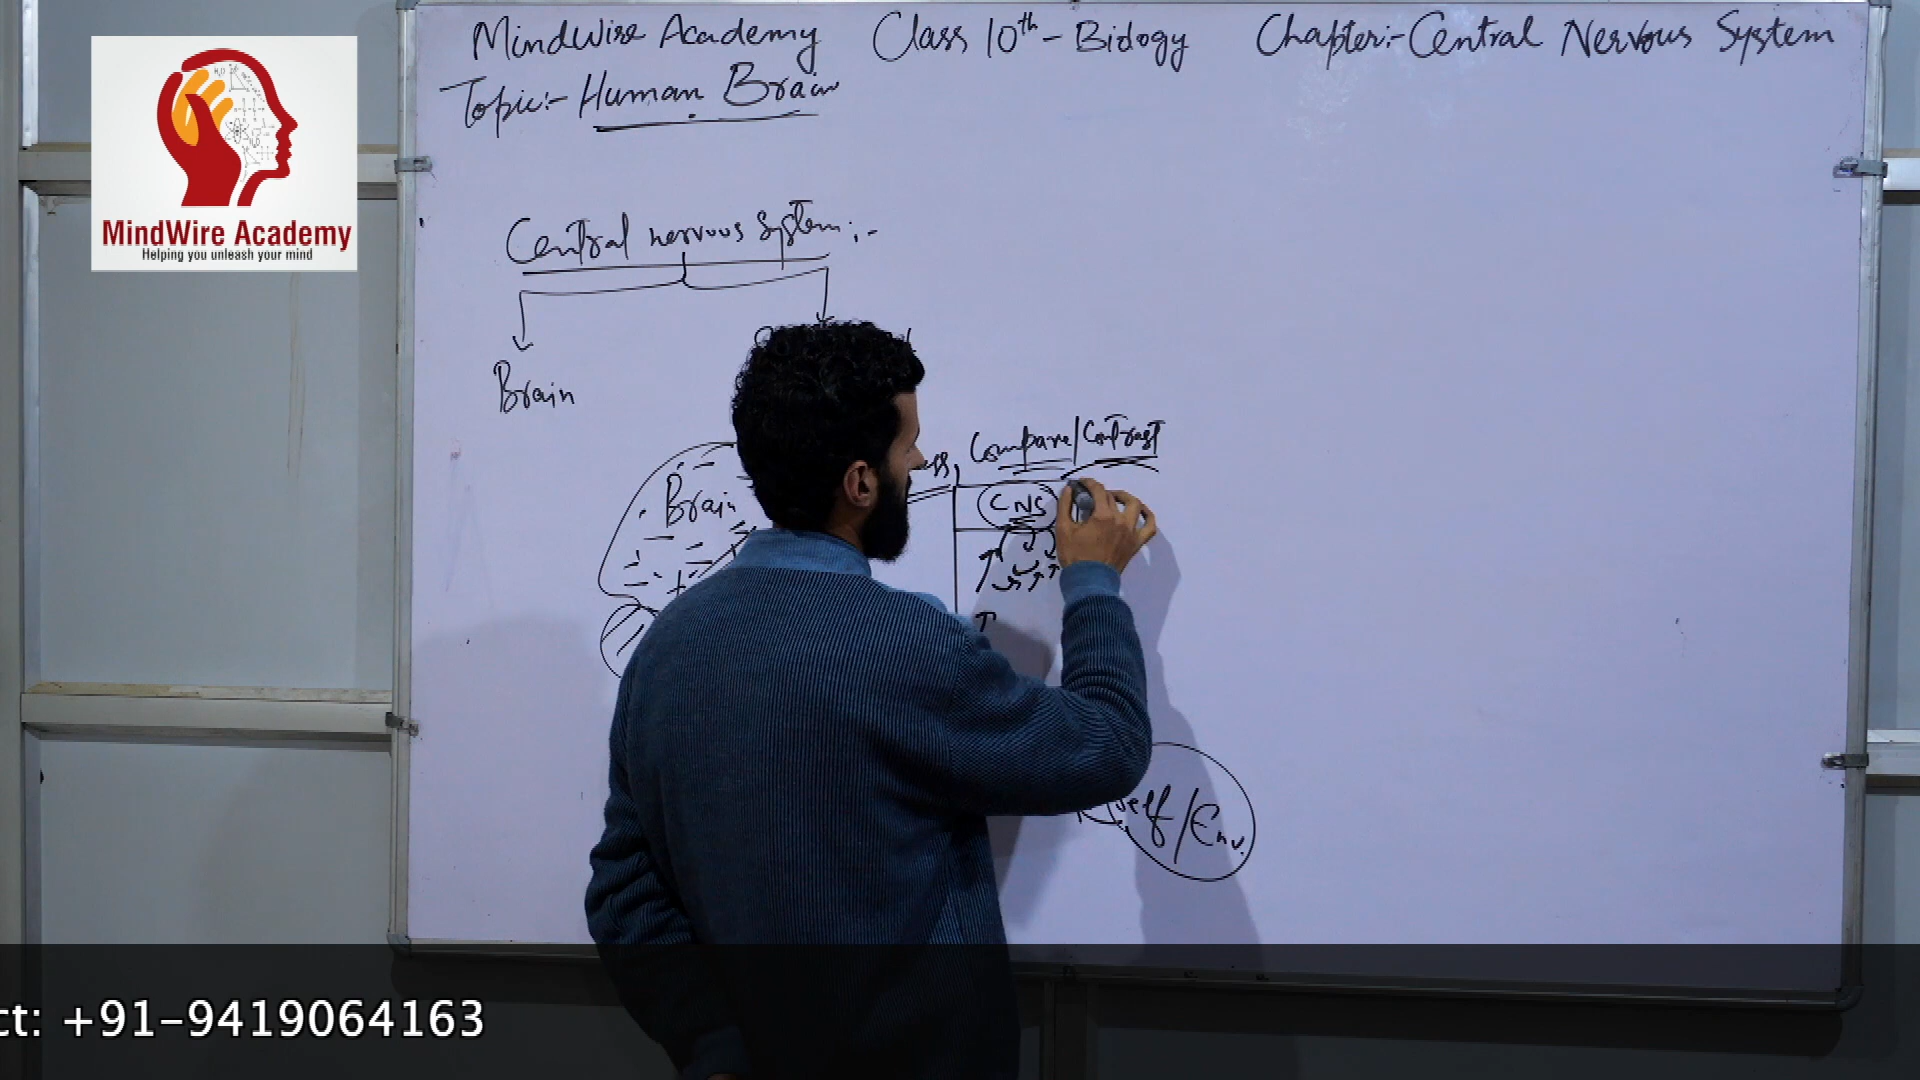 MindWire Academy Class 10th - Biology Chapter:- Central Nervous System
Topic:- Human Brain
MindWire Academy
Helping you unleash your mind
Central nervous System:-
Brain
Compare/Contrast
Brain
CNS
Self/Env.
ct: +91-9419064163